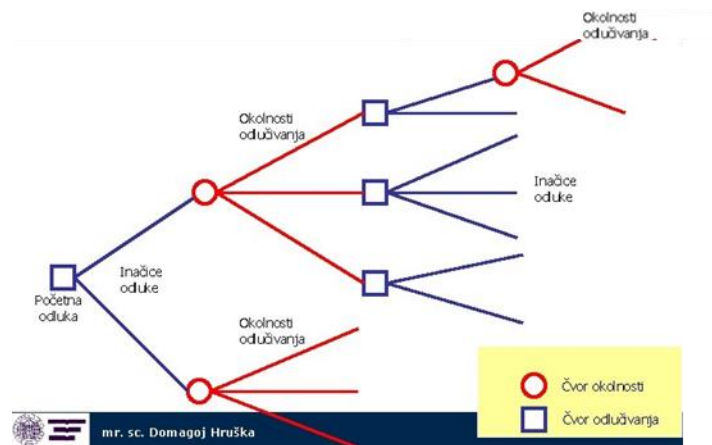 Okolnosti
odlučivanja
Okolnosti
odlučivanja
Inačice
odluke
Inačice
odluke
Početna
odluka
Okolnosti
odlučivanja
Čvor okolnosti
Čvor odlučivanja
mr. sc. Domagoj Hruška